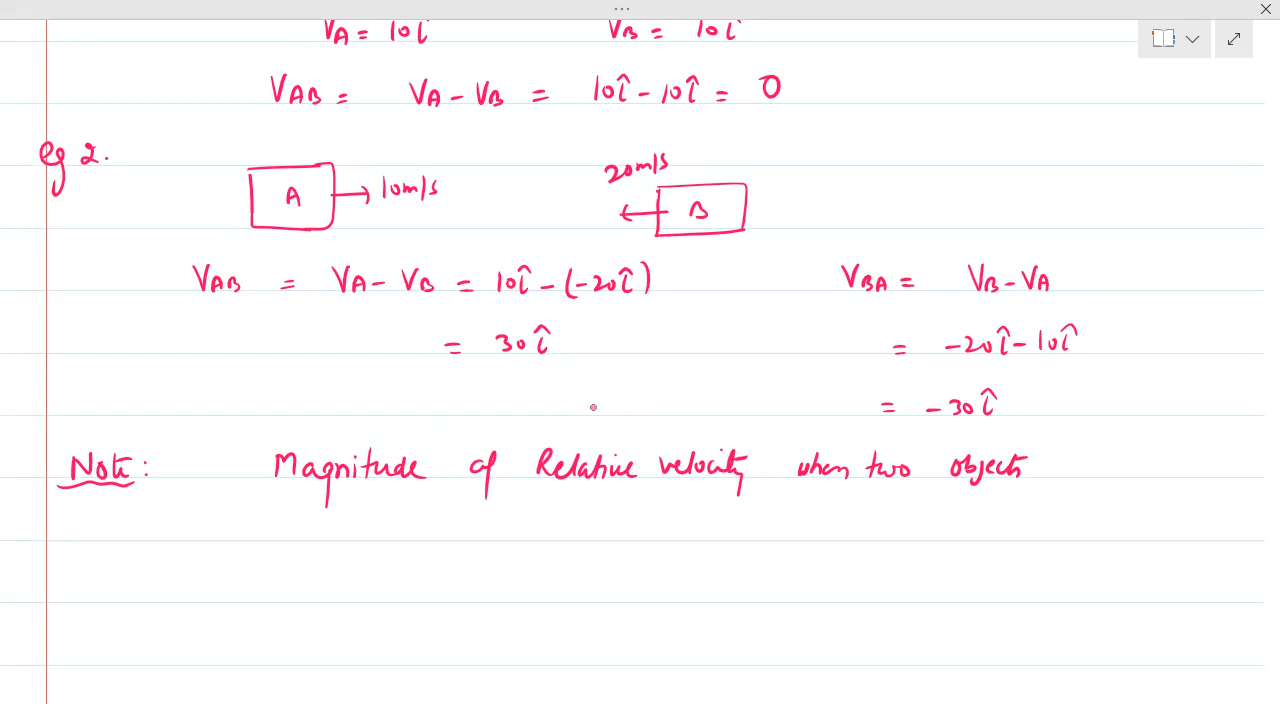 VA = 10î VB = 10î
VAB = VA - VB = 10î - 10î = 0
eg 2.
20m/s
A 10m/s B
VAB = VA - VB = 10î - (-20î) VBA = VB - VA
= 30î = -20î - 10î
= -30î
Note: Magnitude of Relative velocity when two objects